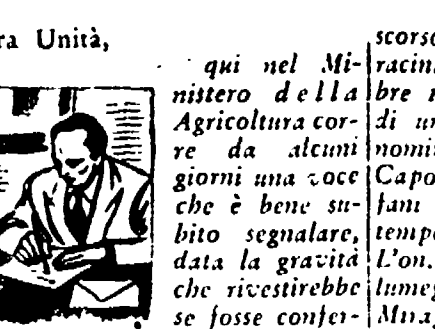 ra Unità,
qui nel Mi-
nistero della
Agricoltura cor-
re da alcuni
giorni una voce
che è bene su-
bito segnalare,
data la gravità
che rivestirebbe
se fosse confer-
scorso
racin
bre
di un
nomi
Capo
fani
temp
L'on.
lumeg
Mira